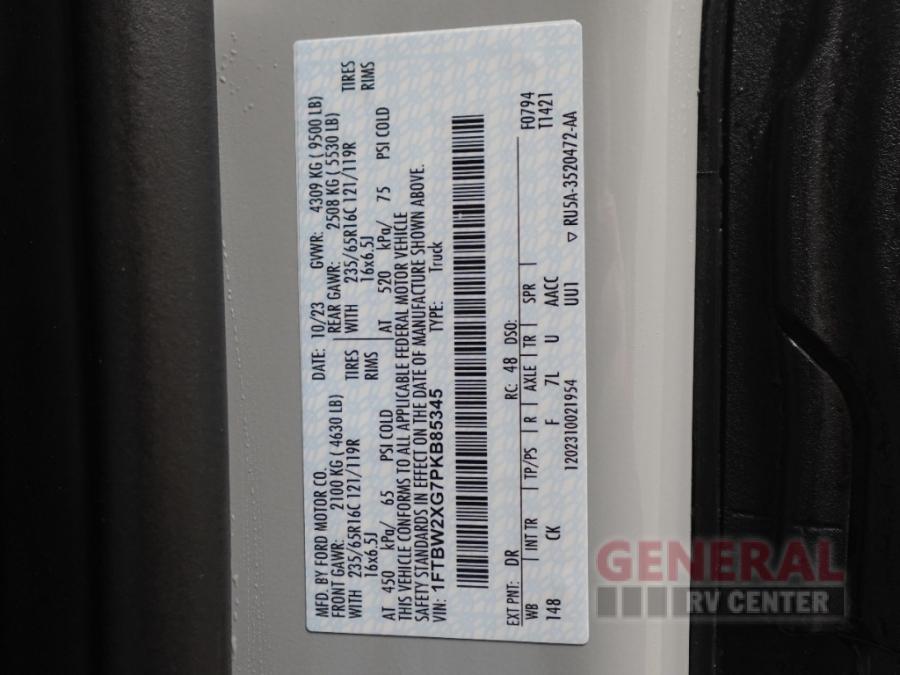 MFD. BY FORD MOTOR CO.
DATE: 10/23 GVWR: 4309 KG ( 9500 LB)
FRONT GAWR: 2100 KG ( 4630 LB) REAR GAWR: 2508 KG ( 5530 LB)
WITH 235/65R16C 121/119R TIRES WITH 235/65R16C 121/119R TIRES
16x6.5J RIMS 16x6.5J RIMS
AT 450 kPa/ 65 PSI COLD AT 520 kPa/ 75 PSI COLD
THIS VEHICLE CONFORMS TO ALL APPLICABLE FEDERAL MOTOR VEHICLE
SAFETY STANDARDS IN EFFECT ON THE DATE OF MANUFACTURE SHOWN ABOVE.
VIN: 1FTBW2XG7PKB85345 TYPE: Truck
F0794
EXT PNT: DR RC: 48 DSO: T1421
WB INT TR TP/PS R AXLE TR SPR
148 CK F 7L U AACC
UU1
1202310021954 ▽ RU5A-3520472-AA
GENERAL
RV CENTER